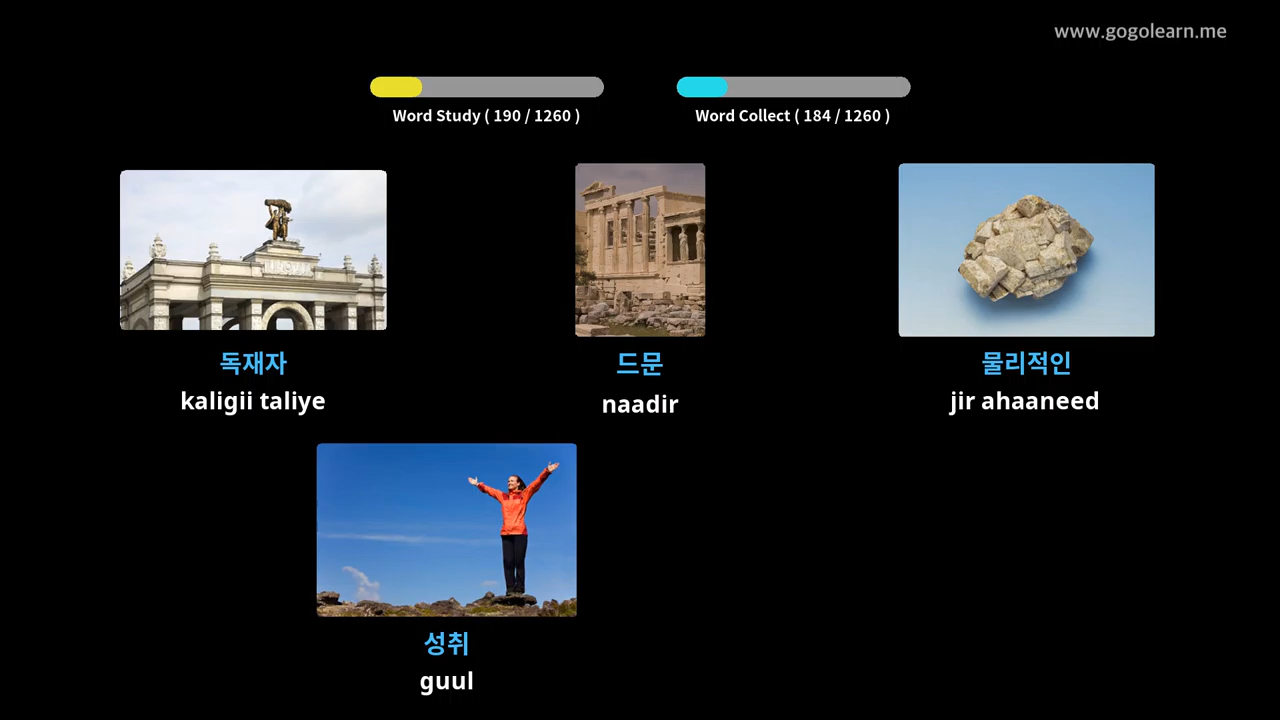 www.gogolearn.me
Word Study ( 190 / 1260 )
Word Collect ( 184 / 1260 )
독재자
kaligii taliye
드문
naadir
물리적인
jir ahaaneed
성취
guul